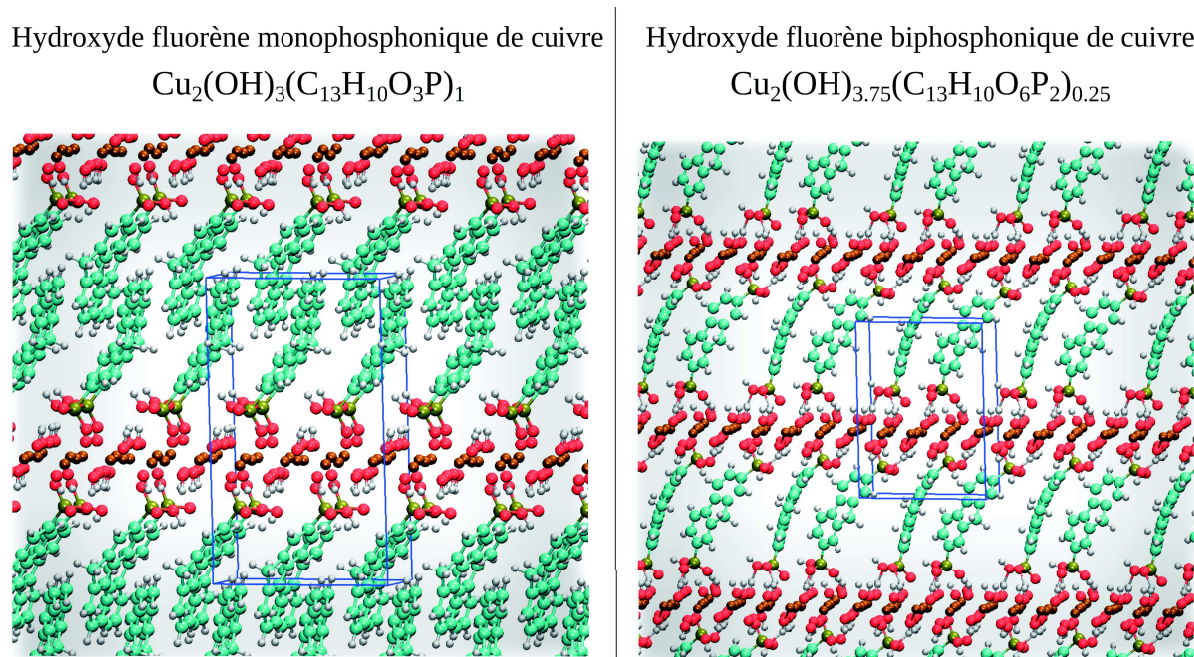 Hydroxyde fluorène monophosphonique de cuivre
Cu₂(OH)₃(C₁₃H₁₀O₃P)₁
Hydroxyde fluorène biphosphonique de cuivre
Cu₂(OH)₃.₇₅(C₁₃H₁₀O₆P₂)₀.₂₅